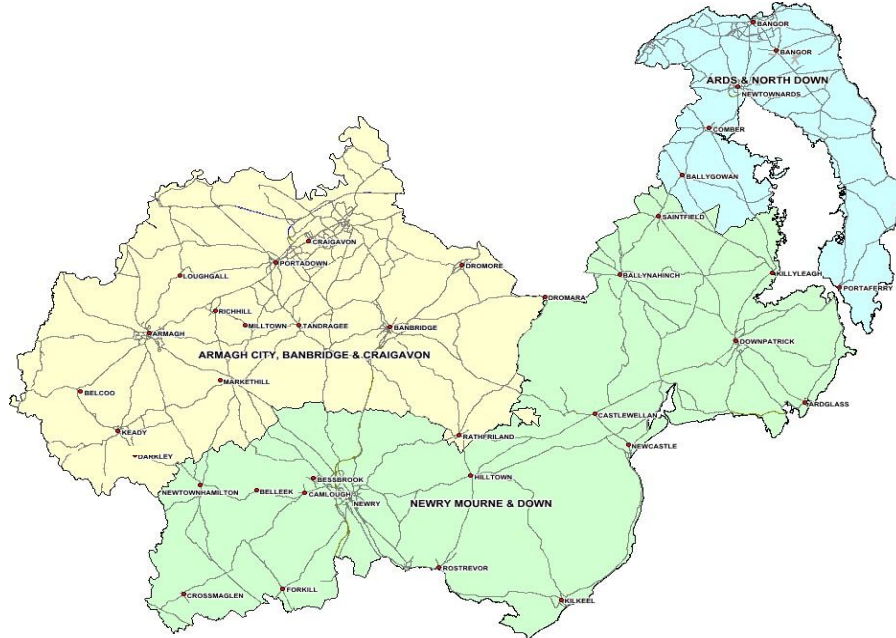 BANGOR
BANGOR
ARDS & NORTH DOWN
NEWTOWNARDS
COMBER
BALLYGOWAN
SAINTFIELD
CRAIGAVON
PORTADOWN
DROMORE
LOUGHGALL
BALLYNAHINCH
KILLYLEAGH
PORTAFERRY
DROMARA
RICHHILL
MILLTOWN
TANDRAGEE
BANBRIDGE
ARMAGH
DOWNPATRICK
ARMAGH CITY, BANBRIDGE & CRAIGAVON
MARKETHILL
BELCOO
ARDGLASS
CASTLEWELLAN
KEADY
RATHFRILAND
NEWCASTLE
DARKLEY
BESSBROOK
HILLTOWN
NEWTOWNHAMILTON
BELLEEK
CAMLOUGH
NEWRY
NEWRY MOURNE & DOWN
ROSTREVOR
FORKILL
CROSSMAGLEN
KILKEEL